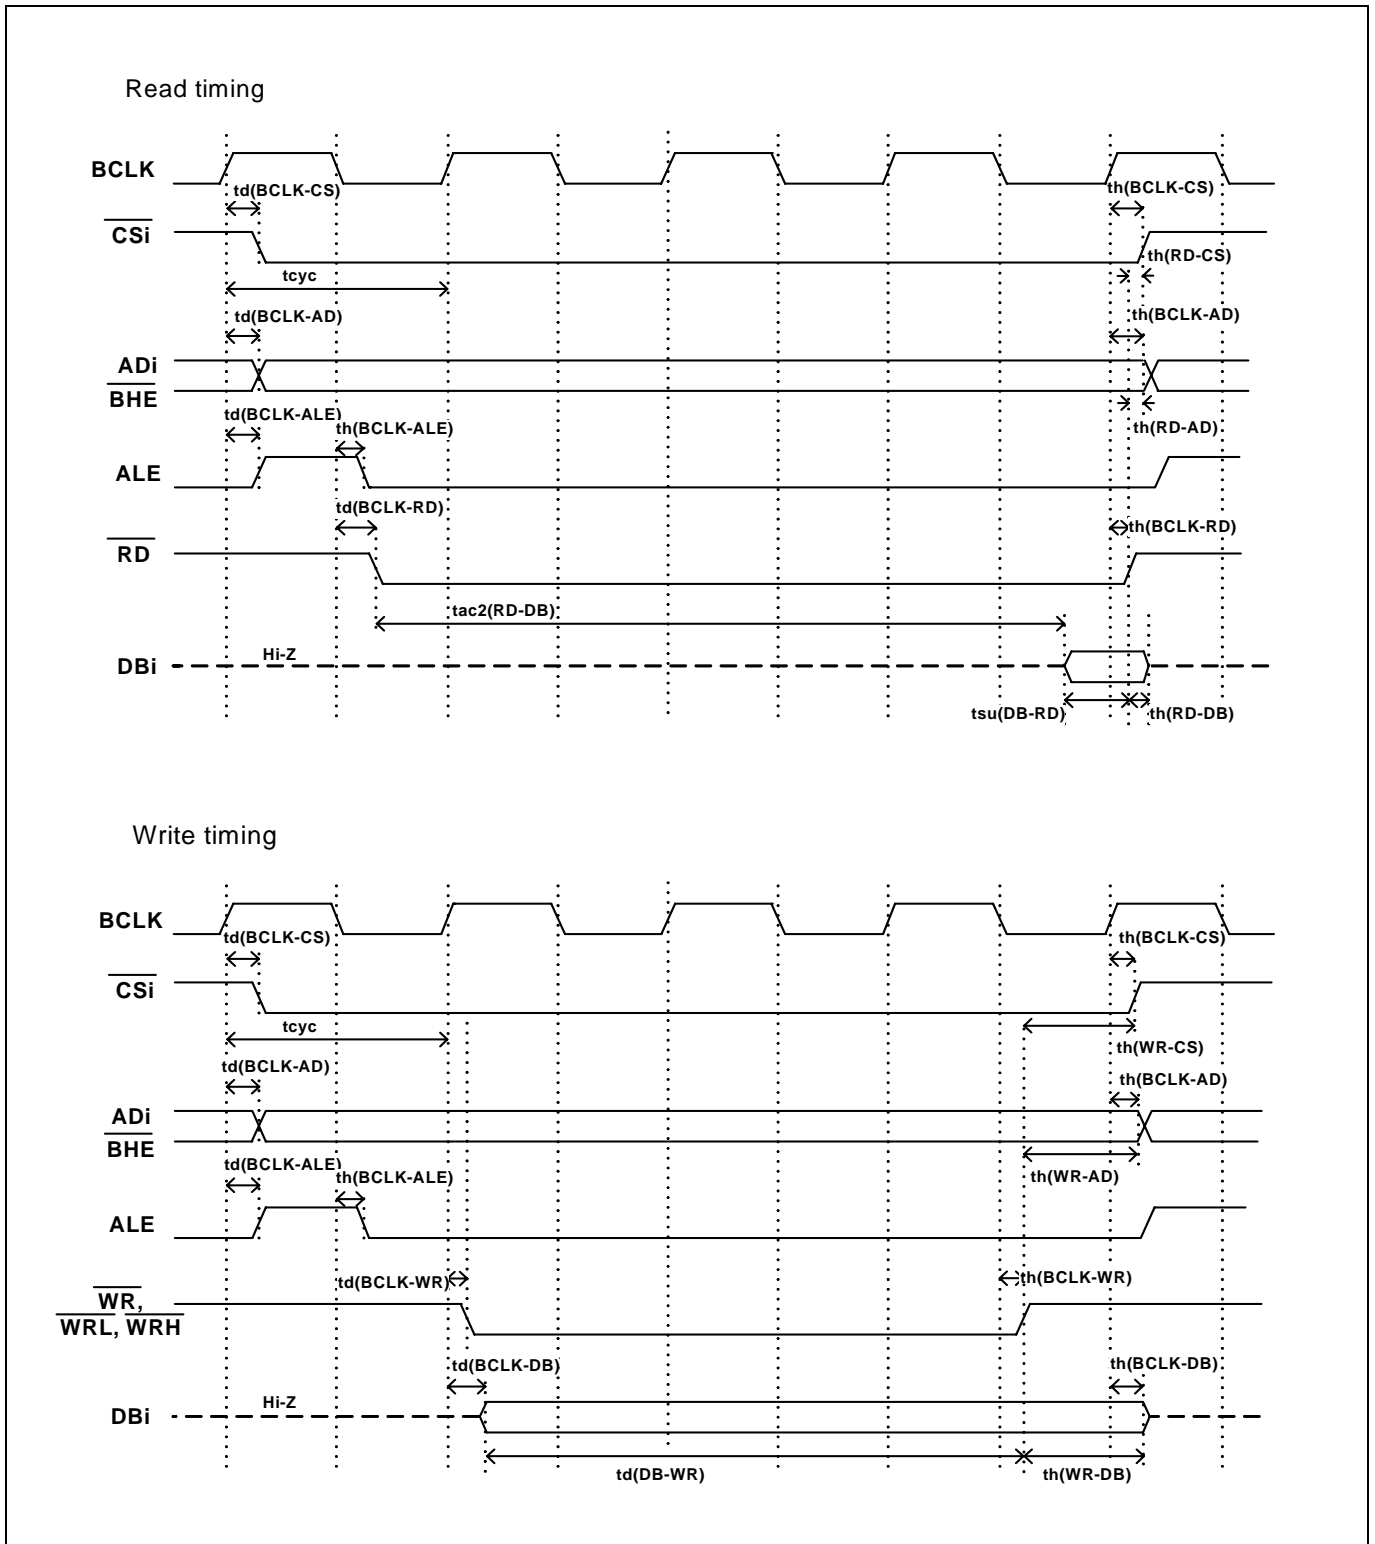 Read timing
BCLK
td(BCLK-CS)
th(BCLK-CS)
CSi
th(RD-CS)
tcyc
td(BCLK-AD)
th(BCLK-AD)
ADi
BHE
td(BCLK-ALE)
th(BCLK-ALE)
th(RD-AD)
ALE
td(BCLK-RD)
th(BCLK-RD)
RD
tac2(RD-DB)
Hi-Z
DBi
tsu(DB-RD)
th(RD-DB)
Write timing
BCLK
td(BCLK-CS)
th(BCLK-CS)
CSi
tcyc
th(WR-CS)
td(BCLK-AD)
th(BCLK-AD)
ADi
BHE
td(BCLK-ALE)
th(BCLK-ALE)
th(WR-AD)
ALE
td(BCLK-WR)
th(BCLK-WR)
WR,
WRL, WRH
td(BCLK-DB)
th(BCLK-DB)
Hi-Z
DBi
td(DB-WR)
th(WR-DB)